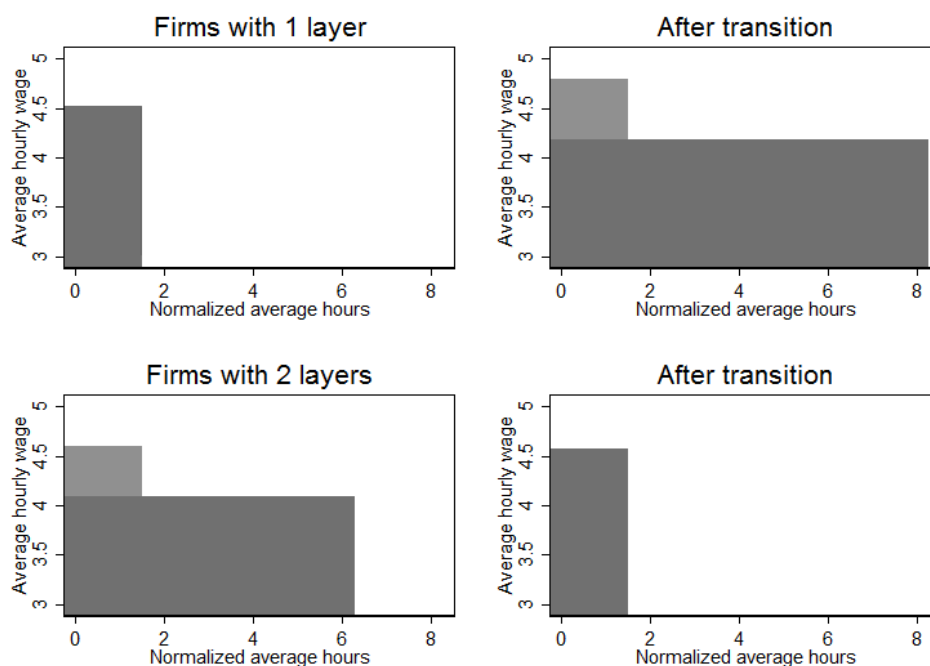 Firms with 1 layer
Average hourly wage
5
4.5
4
3.5
3
0 2 4 6 8
Normalized average hours
After transition
Average hourly wage
5
4.5
4
3.5
3
0 2 4 6 8
Normalized average hours
Firms with 2 layers
Average hourly wage
5
4.5
4
3.5
3
0 2 4 6 8
Normalized average hours
After transition
Average hourly wage
5
4.5
4
3.5
3
0 2 4 6 8
Normalized average hours